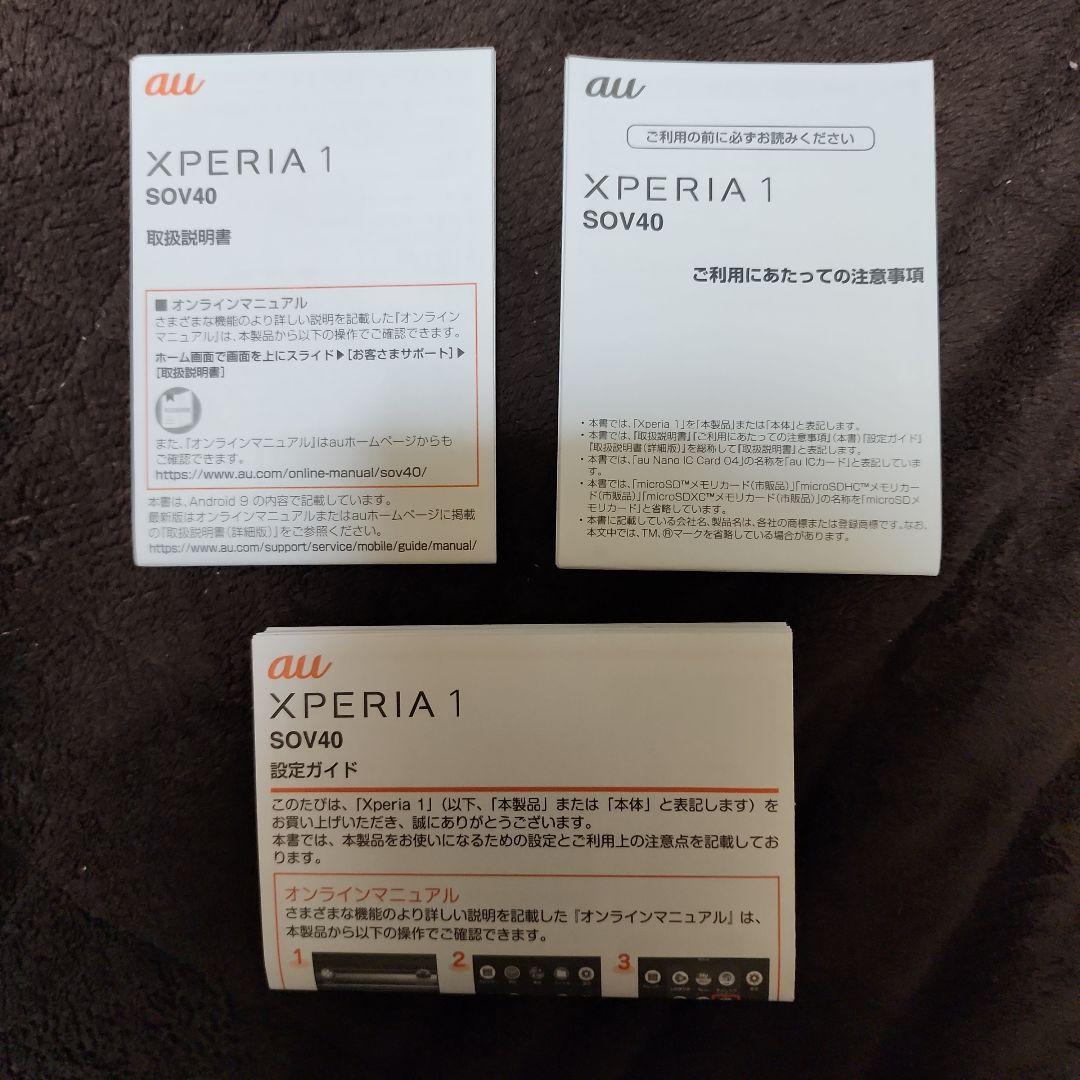 au
XPERIA 1
SOV40
取扱説明書
■ オンラインマニュアル
さまざまな機能のより詳しい説明を記載した『オンライン
マニュアル』は、本製品から以下の操作でご確認できます。
ホーム画面で画面を上にスライド▶[お客さまサポート]▶
[取扱説明書]
また、『オンラインマニュアル』はauホームページからも
ご確認できます。
https://www.au.com/online-manual/sov40/
本書は、Android 9 の内容で記載しています。
最新版はオンラインマニュアルまたはauホームページに掲載
の『取扱説明書(詳細版)』をご参照ください。
https://www.au.com/support/service/mobile/guide/manual/
au
ご利用の前に必ずお読みください
XPERIA 1
SOV40
ご利用にあたっての注意事項
・本書では、「Xperia 1」を「本製品」または「本体」と表記します。
・本書では、『取扱説明書』『ご利用にあたっての注意事項』(本書)『設定ガイド』
『取扱説明書(詳細版)』を総称して『取扱説明書』と表記します。
・本書では、「au Nano IC Card 04」の名称を「au ICカード」と表記していま
す。
・本書では、「microSD™メモリカード(市販品)」「microSDHC™メモリカー
ド(市販品)」「microSDXC™メモリカード(市販品)」の名称を「microSDメ
モリカード」と省略しています。
・本書に記載している会社名、製品名は、各社の商標または登録商標です。なお、
本文中では、TM、®マークを省略している場合があります。
au
XPERIA 1
SOV40
設定ガイド
このたびは、「Xperia 1」(以下、「本製品」または「本体」と表記します)を
お買い上げいただき、誠にありがとうございます。
本書では、本製品をお使いになるための設定とご利用上の注意点を記載してお
ります。
オンラインマニュアル
さまざまな機能のより詳しい説明を記載した『オンラインマニュアル』は、
本製品から以下の操作でご確認できます。
1 2 3